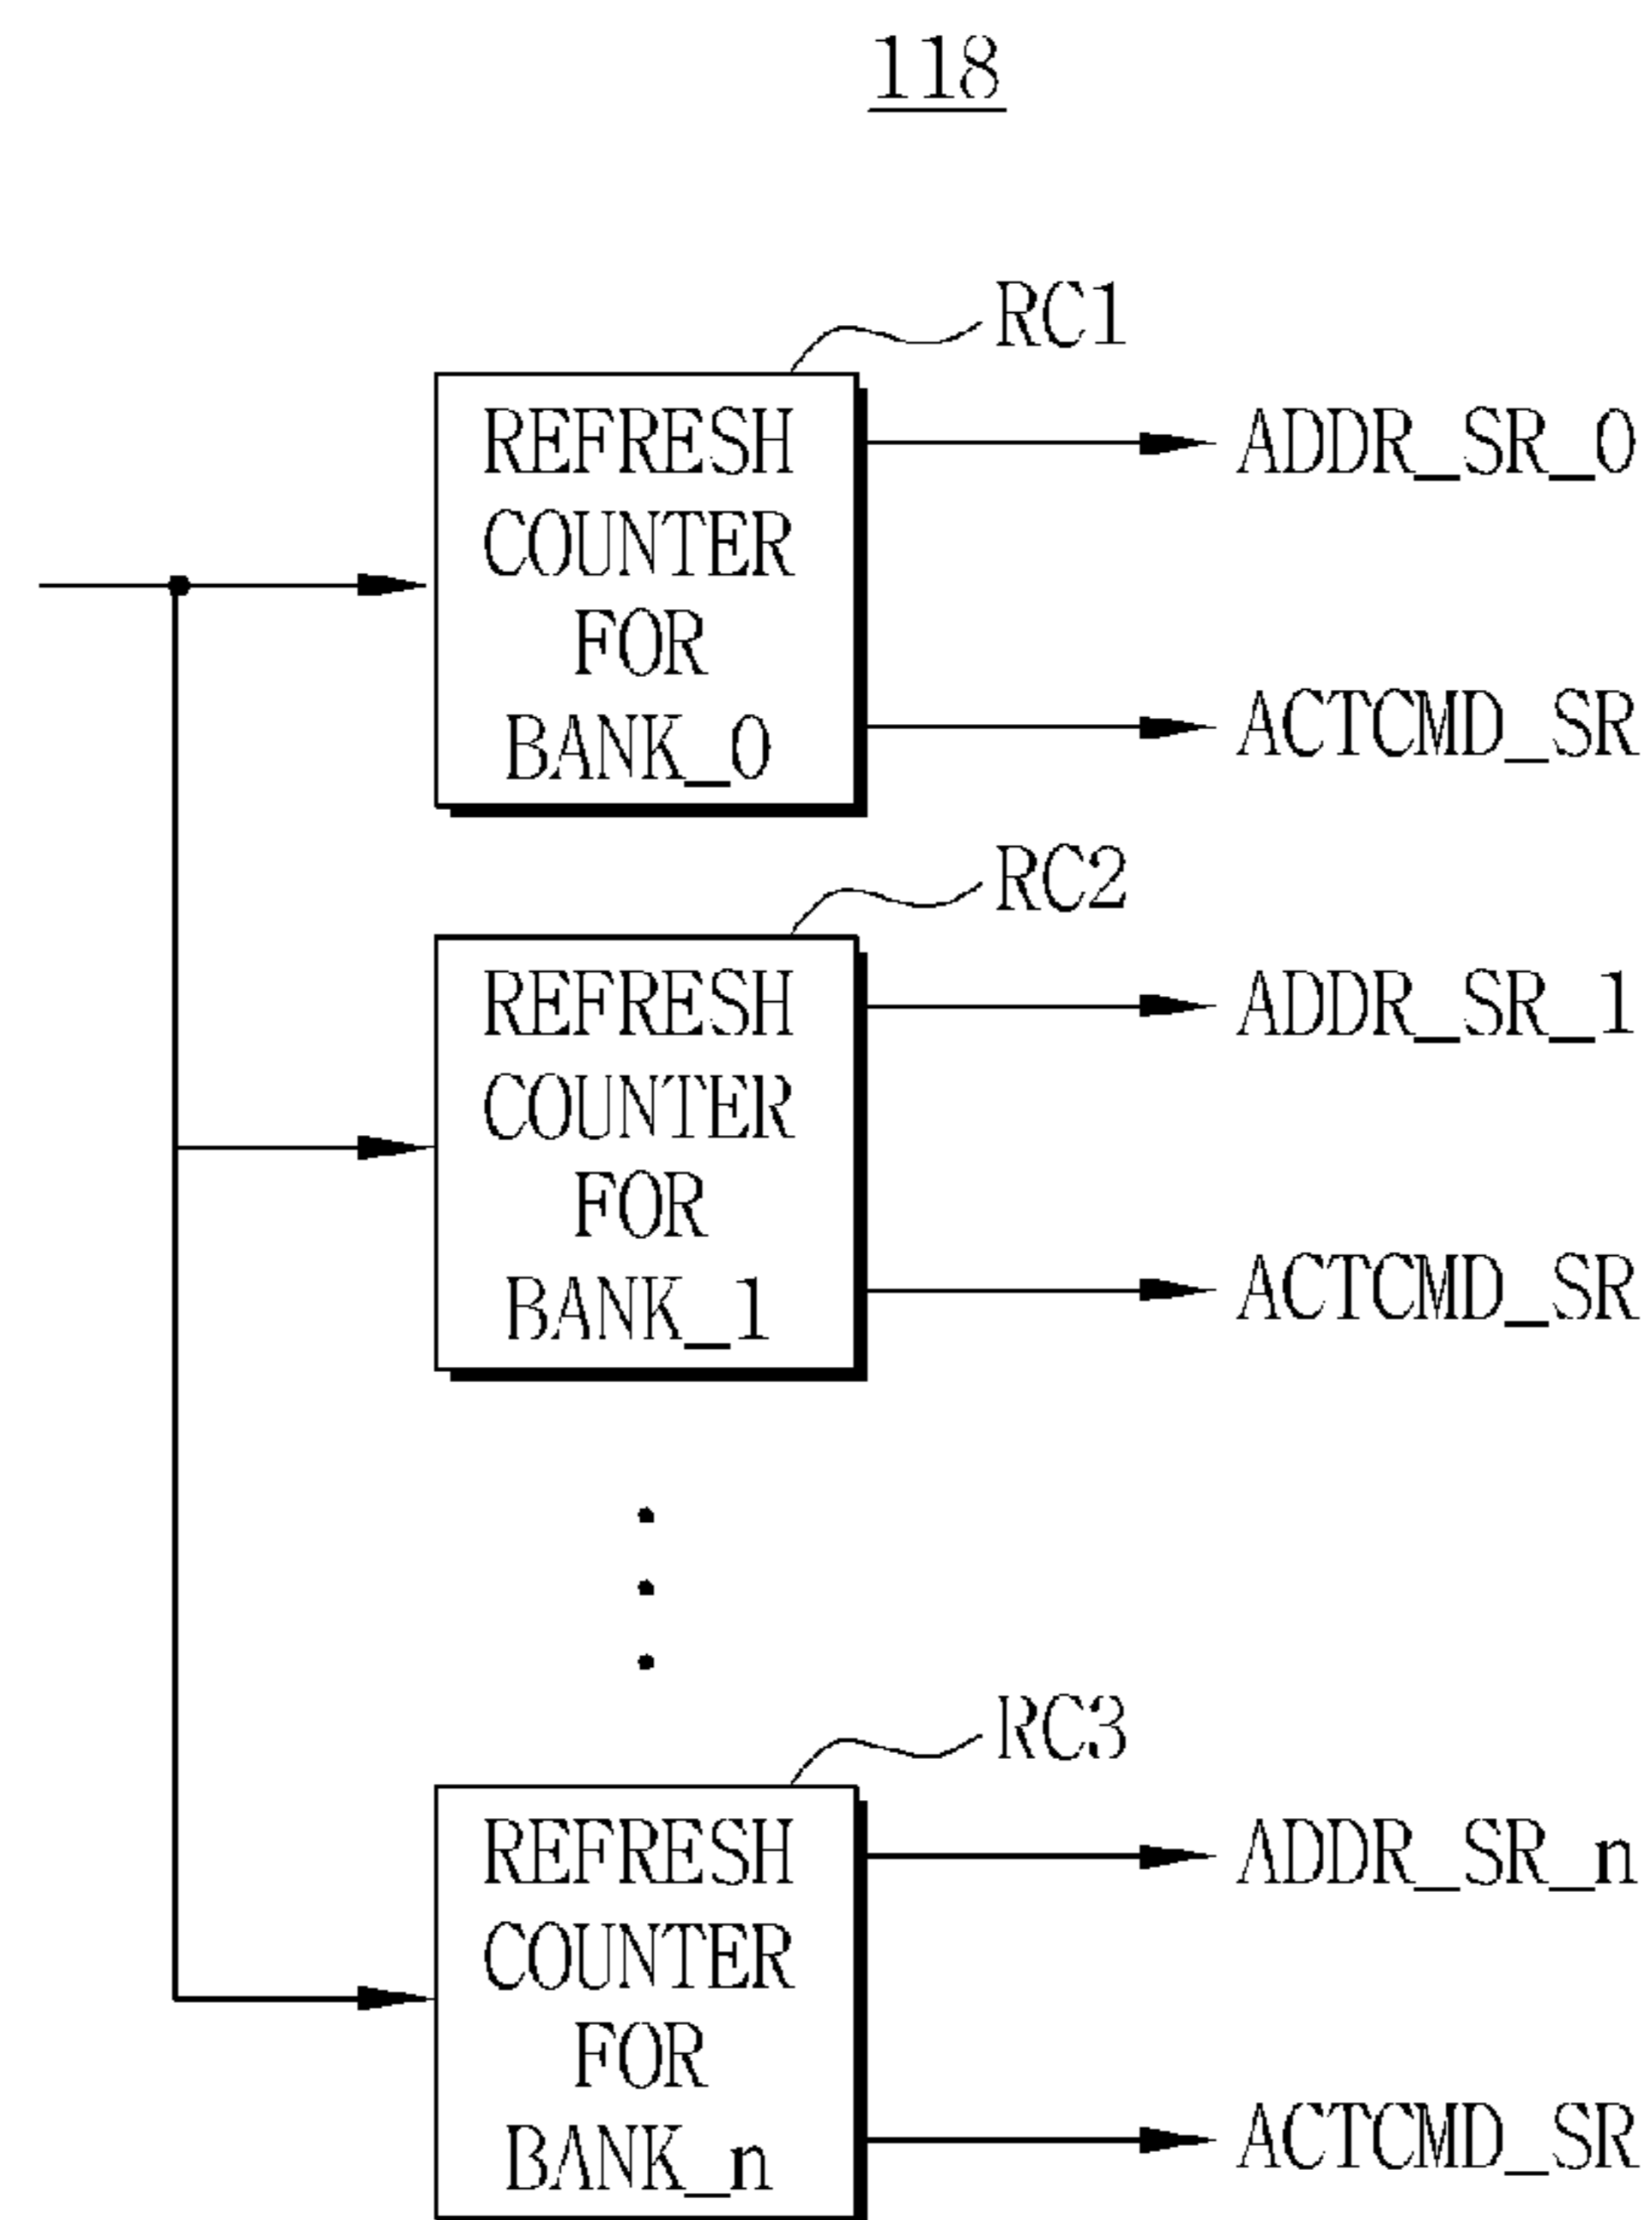 118
RC1
REFRESH
COUNTER
FOR
BANK_0
ADDR_SR_0
ACTCMD_SR
RC2
REFRESH
COUNTER
FOR
BANK_1
ADDR_SR_1
ACTCMD_SR
RC3
REFRESH
COUNTER
FOR
BANK_n
ADDR_SR_n
ACTCMD_SR